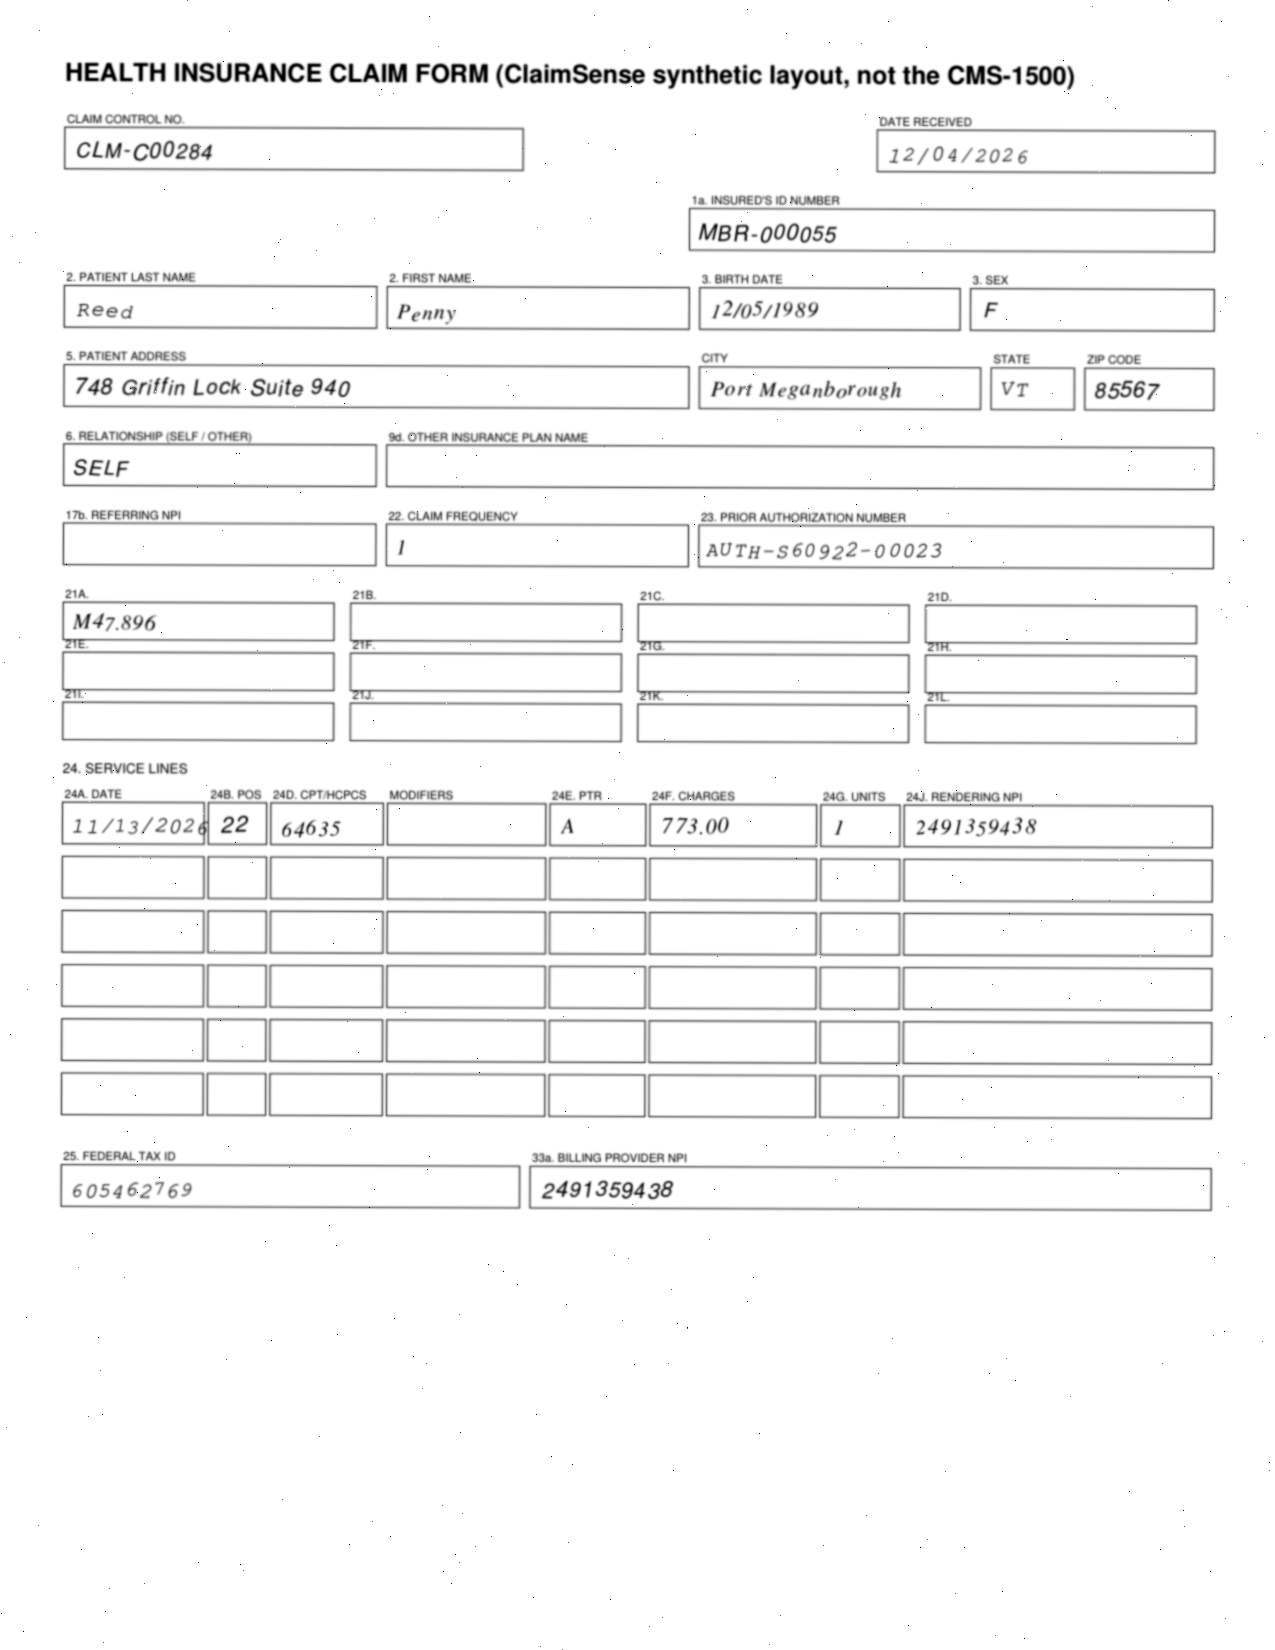 HEALTH INSURANCE CLAIM FORM (ClaimSense synthetic layout, not the CMS-1500)
CLAIM CONTROL NO. DATE RECEIVED
CLM-C00284 12/04/2026
1a. INSURED'S ID NUMBER
MBR-000055
2. PATIENT LAST NAME 2. FIRST NAME 3. BIRTH DATE 3. SEX
Reed Penny 12/05/1989 F
5. PATIENT ADDRESS CITY STATE ZIP CODE
748 Griffin Lock Suite 940 Port Meganborough VT 85567
6. RELATIONSHIP (SELF / OTHER) 9d. OTHER INSURANCE PLAN NAME
SELF
17b. REFERRING NPI 22. CLAIM FREQUENCY 23. PRIOR AUTHORIZATION NUMBER
1 AUTH-S60922-00023
21A. 21B. 21C. 21D.
M47.896
21E. 21F. 21G. 21H.
21I. 21J. 21K. 21L.
24. SERVICE LINES
24A. DATE 24B. POS 24D. CPT/HCPCS MODIFIERS 24E. PTR 24F. CHARGES 24G. UNITS 24J. RENDERING NPI
11/13/2026 22 64635 A 773.00 1 2491359438
25. FEDERAL TAX ID 33a. BILLING PROVIDER NPI
605462769 2491359438